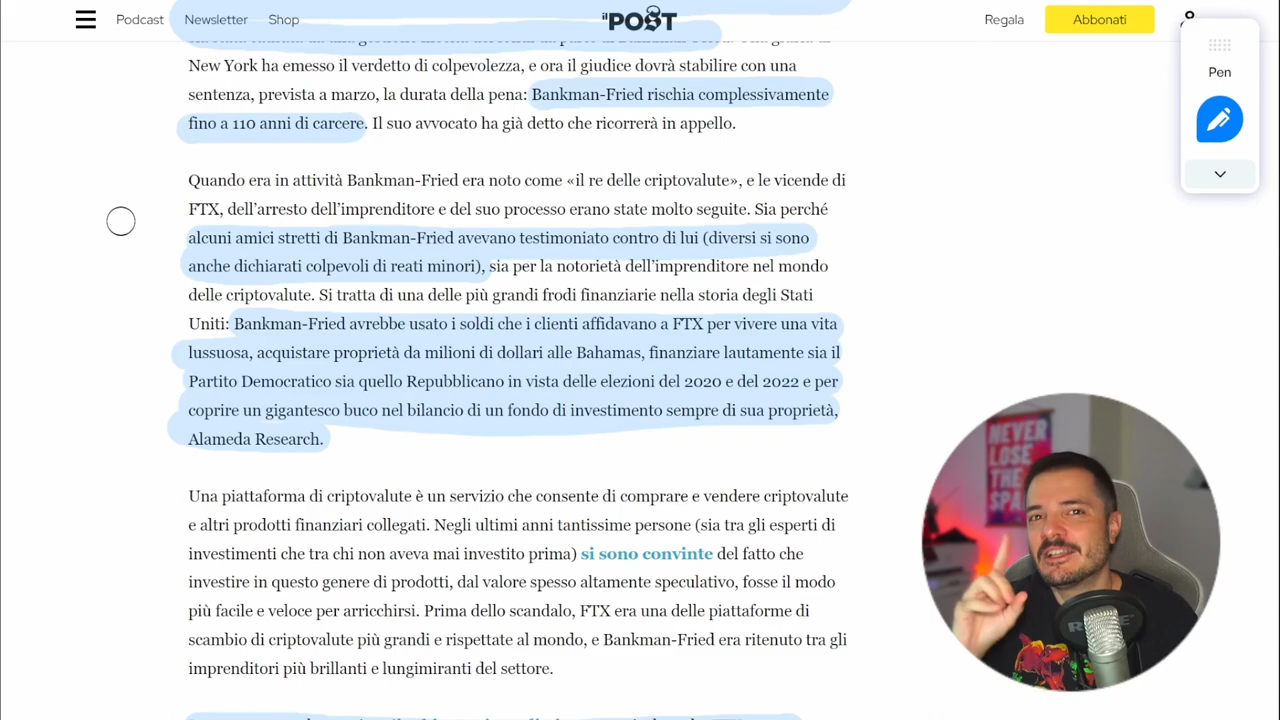 Podcast Newsletter Shop
il POST
Regala Abbonati
Pen
New York ha emesso il verdetto di colpevolezza, e ora il giudice dovrà stabilire con una
sentenza, prevista a marzo, la durata della pena: Bankman-Fried rischia complessivamente
fino a 110 anni di carcere. Il suo avvocato ha già detto che ricorrerà in appello.
Quando era in attività Bankman-Fried era noto come «il re delle criptovalute», e le vicende di
FTX, dell’arresto dell’imprenditore e del suo processo erano state molto seguite. Sia perché
alcuni amici stretti di Bankman-Fried avevano testimoniato contro di lui (diversi si sono
anche dichiarati colpevoli di reati minori), sia per la notorietà dell’imprenditore nel mondo
delle criptovalute. Si tratta di una delle più grandi frodi finanziarie nella storia degli Stati
Uniti: Bankman-Fried avrebbe usato i soldi che i clienti affidavano a FTX per vivere una vita
lussuosa, acquistare proprietà da milioni di dollari alle Bahamas, finanziare lautamente sia il
Partito Democratico sia quello Repubblicano in vista delle elezioni del 2020 e del 2022 e per
coprire un gigantesco buco nel bilancio di un fondo di investimento sempre di sua proprietà,
Alameda Research.
Una piattaforma di criptovalute è un servizio che consente di comprare e vendere criptovalute
e altri prodotti finanziari collegati. Negli ultimi anni tantissime persone (sia tra gli esperti di
investimenti che tra chi non aveva mai investito prima) si sono convinte del fatto che
investire in questo genere di prodotti, dal valore spesso altamente speculativo, fosse il modo
più facile e veloce per arricchirsi. Prima dello scandalo, FTX era una delle piattaforme di
scambio di criptovalute più grandi e rispettate al mondo, e Bankman-Fried era ritenuto tra gli
imprenditori più brillanti e lungimiranti del settore.
NEVER
LOSE
THE